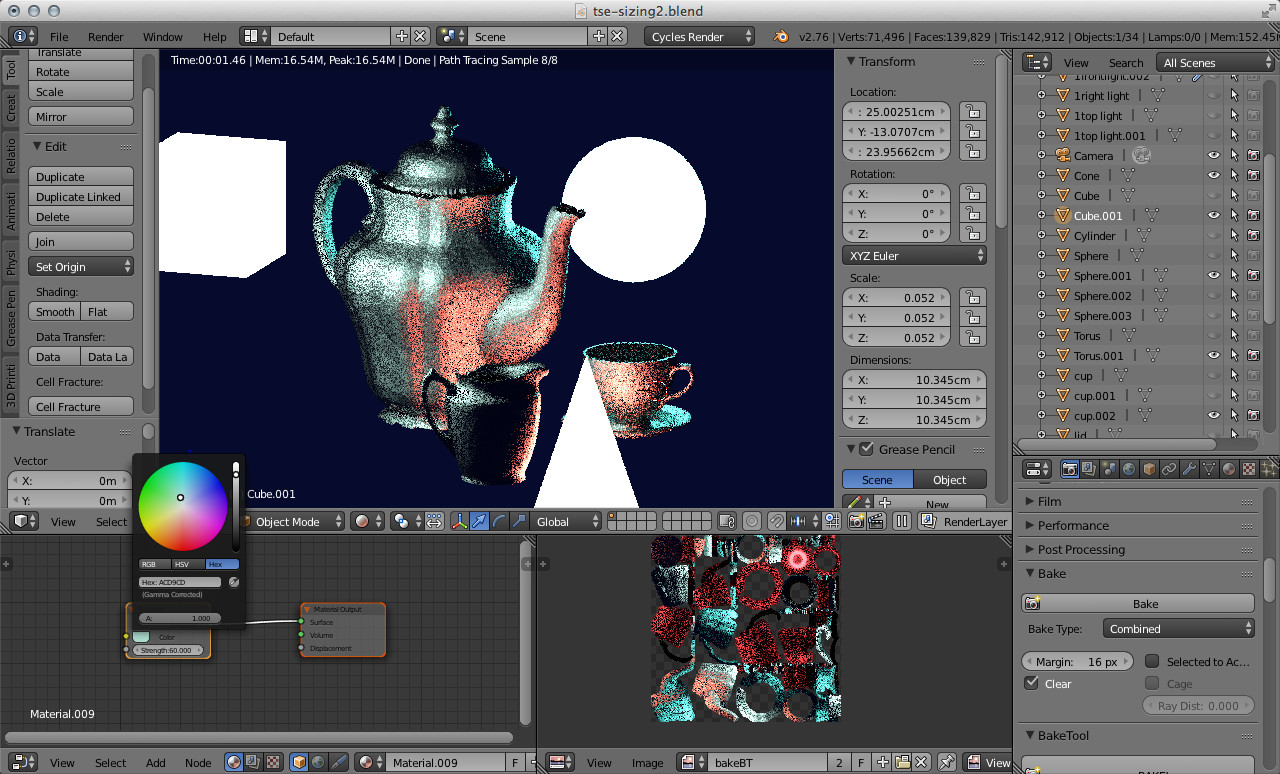 tse-sizing2.blend
File Render Window Help Default Scene Cycles Render v2.76 | Verts:71,496 | Faces:139,829 | Tris:142,912 | Objects:1/34 | Lamps:0/0 | Mem:152.45
Tool
Creat
Relatio
Animati
Physi
Grease Pen
3D Printi
Translate
Rotate
Scale
Mirror
Edit
Duplicate
Duplicate Linked
Delete
Join
Set Origin
Shading:
Smooth Flat
Data Transfer:
Data Data La
Cell Fracture:
Cell Fracture
Translate
Vector
X: 0m
Y: 0m
Time:00:01.46 | Mem:16.54M, Peak:16.54M | Done | Path Tracing Sample 8/8
Cube.001
View Select Object Mode Global RenderLayer
Transform
Location:
: 25.00251cm
Y: -13.0707cm
: 23.95662cm
Rotation:
X: 0°
Y: 0°
Z: 0°
XYZ Euler
Scale:
X: 0.052
Y: 0.052
Z: 0.052
Dimensions:
X: 10.345cm
Y: 10.345cm
Z: 10.345cm
Grease Pencil
Scene Object
New
View Search All Scenes
1frontlight.002
1right light
1top light
1top light.001
Camera
Cone
Cube
Cube.001
Cylinder
Sphere
Sphere.001
Sphere.002
Sphere.003
Torus
Torus.001
cup
cup.001
cup.002
lid
Film
Performance
Post Processing
Bake
Bake
Bake Type: Combined
Margin: 16 px
Selected to Ac...
Clear
Cage
Ray Dist: 0.000
BakeTool
RGB HSV Hex
Hex: ACD9CD
(Gamma Corrected)
A: 1.000
Color
Strength:60.000
Material Output
Surface
Volume
Displacement
Material.009
View Select Add Node Material.009 F
View Image bakeBT 2 F View